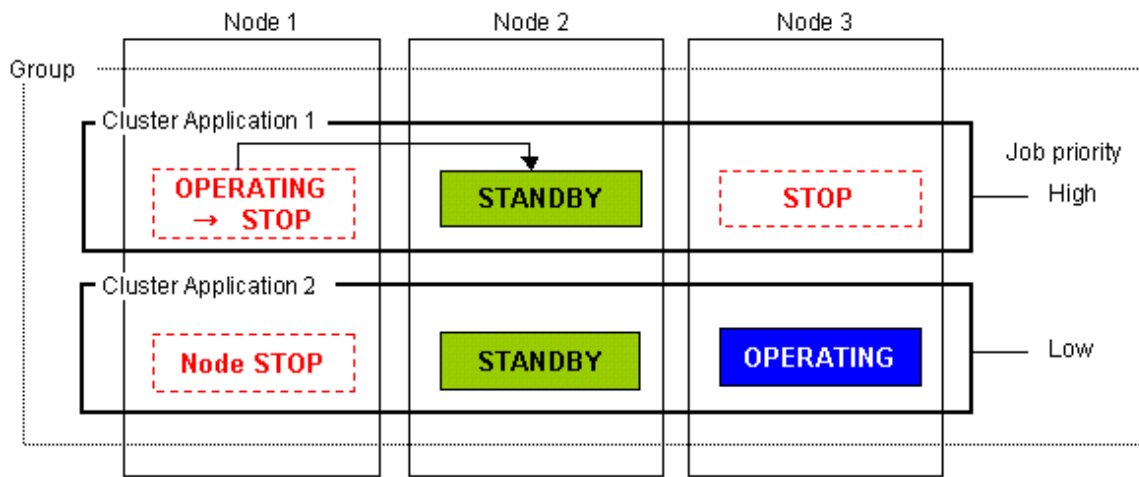 Node 1 Node 2 Node 3
Group
Cluster Application 1
Job priority
OPERATING
→ STOP
STANDBY
STOP
High
Cluster Application 2
Node STOP
STANDBY
OPERATING
Low